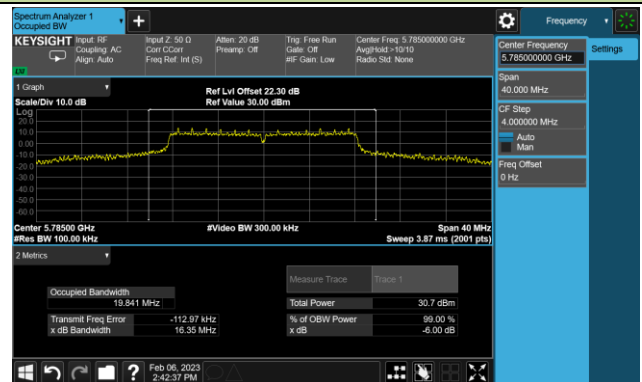 Spectrum Analyzer 1
Occupied BW
+
Frequency
KEYSIGHT
Input: RF
Coupling: AC
Align: Auto
Input Z: 50 Ω
Corr CCorr
Freq Ref: Int (S)
Atten: 20 dB
Preamp: Off
Trig: Free Run
Gate: Off
#IF Gain: Low
Center Freq: 5.785000000 GHz
Avg|Hold:>10/10
Radio Std: None
Center Frequency
5.785000000 GHz
Settings
Span
40.000 MHz
CF Step
4.000000 MHz
Auto
Man
Freq Offset
0 Hz
1 Graph
Scale/Div 10.0 dB
Ref Lvl Offset 22.30 dB
Ref Value 30.00 dBm
Log
20.0
10.0
0.00
-10.0
-20.0
-30.0
-40.0
-50.0
-60.0
Center 5.78500 GHz
#Res BW 100.00 kHz
#Video BW 300.00 kHz
Span 40 MHz
Sweep 3.87 ms (2001 pts)
2 Metrics
Measure Trace
Trace 1
Occupied Bandwidth
19.841 MHz
Total Power
30.7 dBm
Transmit Freq Error
-112.97 kHz
% of OBW Power
99.00 %
x dB Bandwidth
16.35 MHz
x dB
-6.00 dB
?
Feb 06, 2023
2:42:37 PM